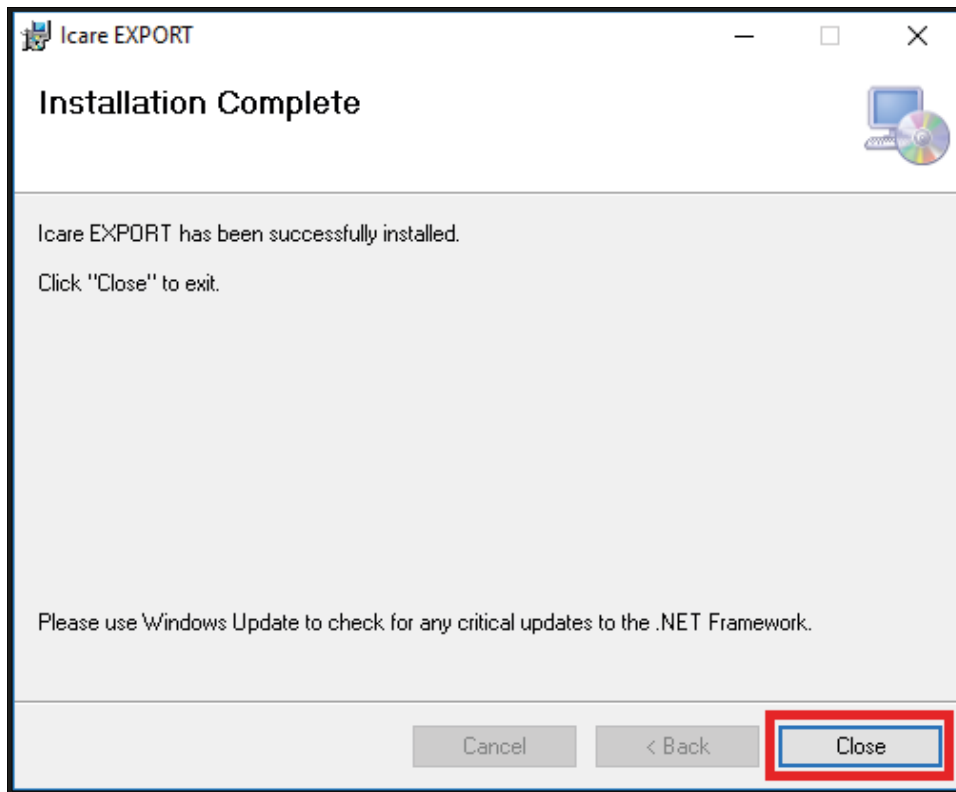 Icare EXPORT
Installation Complete
Icare EXPORT has been successfully installed.
Click "Close" to exit.
Please use Windows Update to check for any critical updates to the .NET Framework.
Cancel
< Back
Close